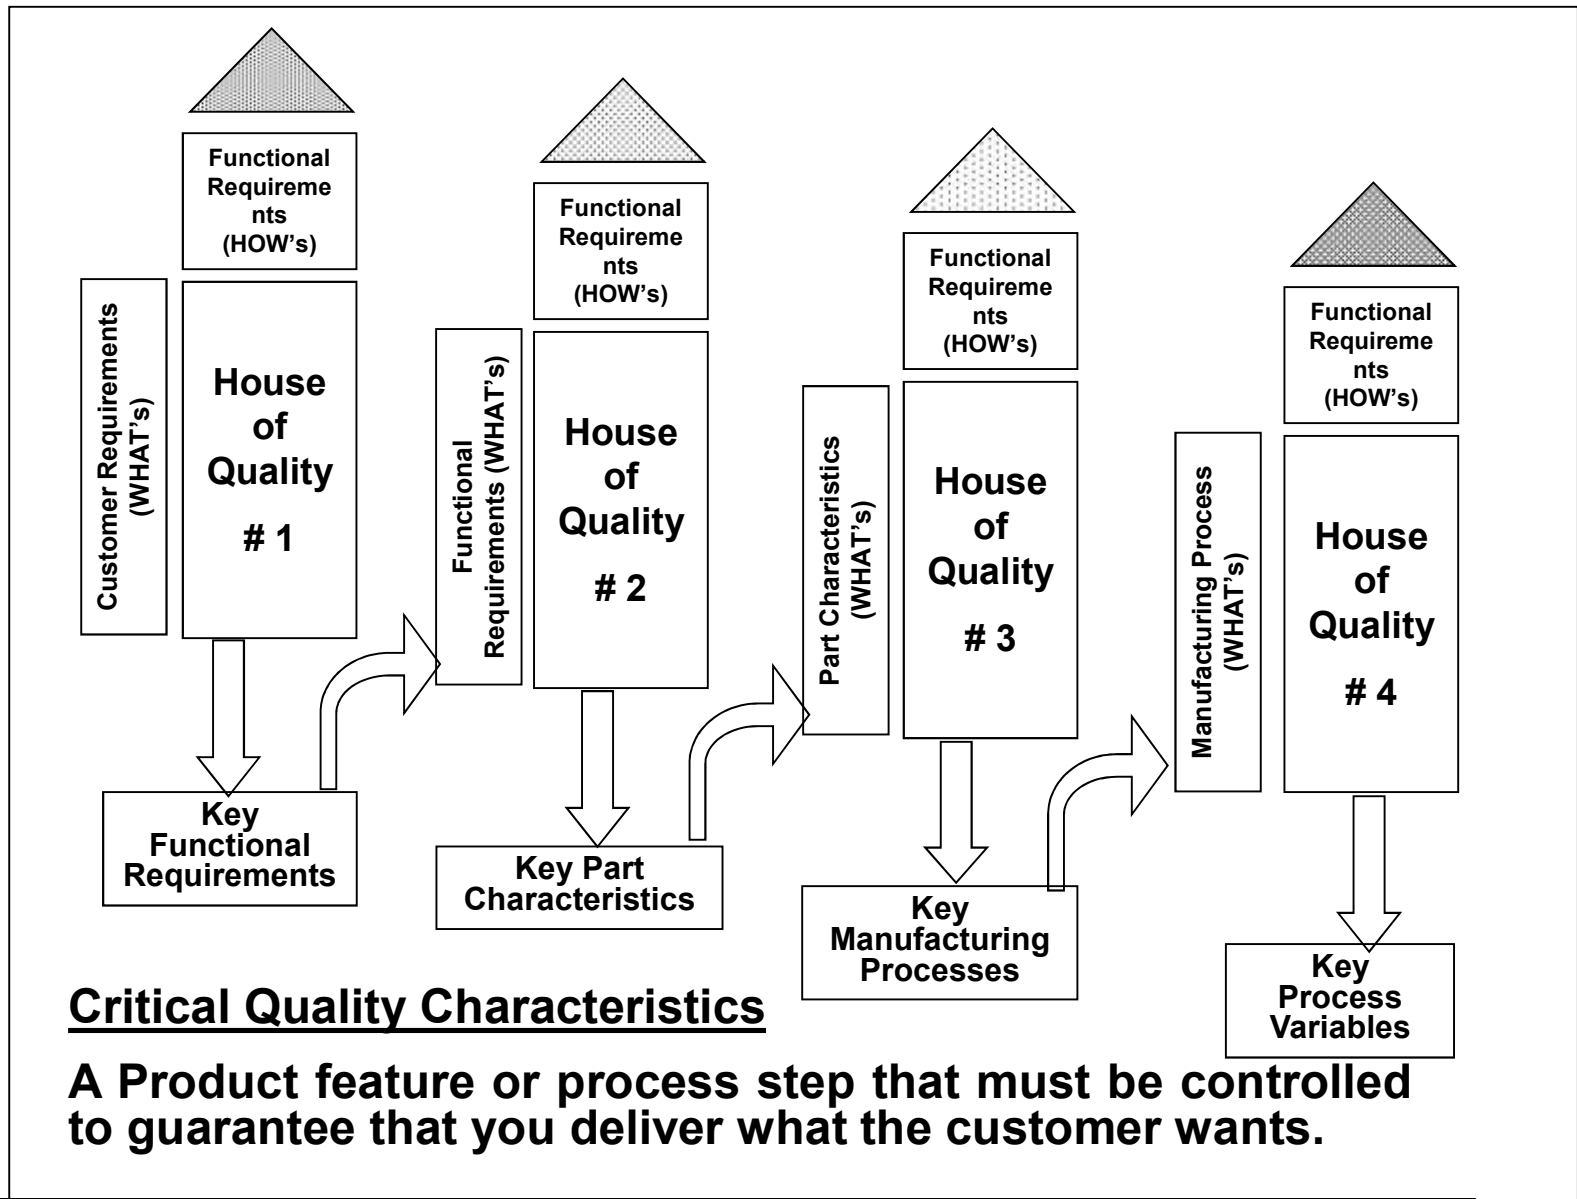 Functional
Requireme
nts
(HOW's)
Customer Requirements
(WHAT's)
House
of
Quality
# 1
Key
Functional
Requirements
Functional
Requireme
nts
(HOW's)
Functional
Requirements (WHAT's)
House
of
Quality
# 2
Key Part
Characteristics
Functional
Requireme
nts
(HOW's)
Part Characteristics
(WHAT's)
House
of
Quality
# 3
Key
Manufacturing
Processes
Functional
Requireme
nts
(HOW's)
Manufacturing Process
(WHAT's)
House
of
Quality
# 4
Key
Process
Variables
Critical Quality Characteristics
A Product feature or process step that must be controlled
to guarantee that you deliver what the customer wants.